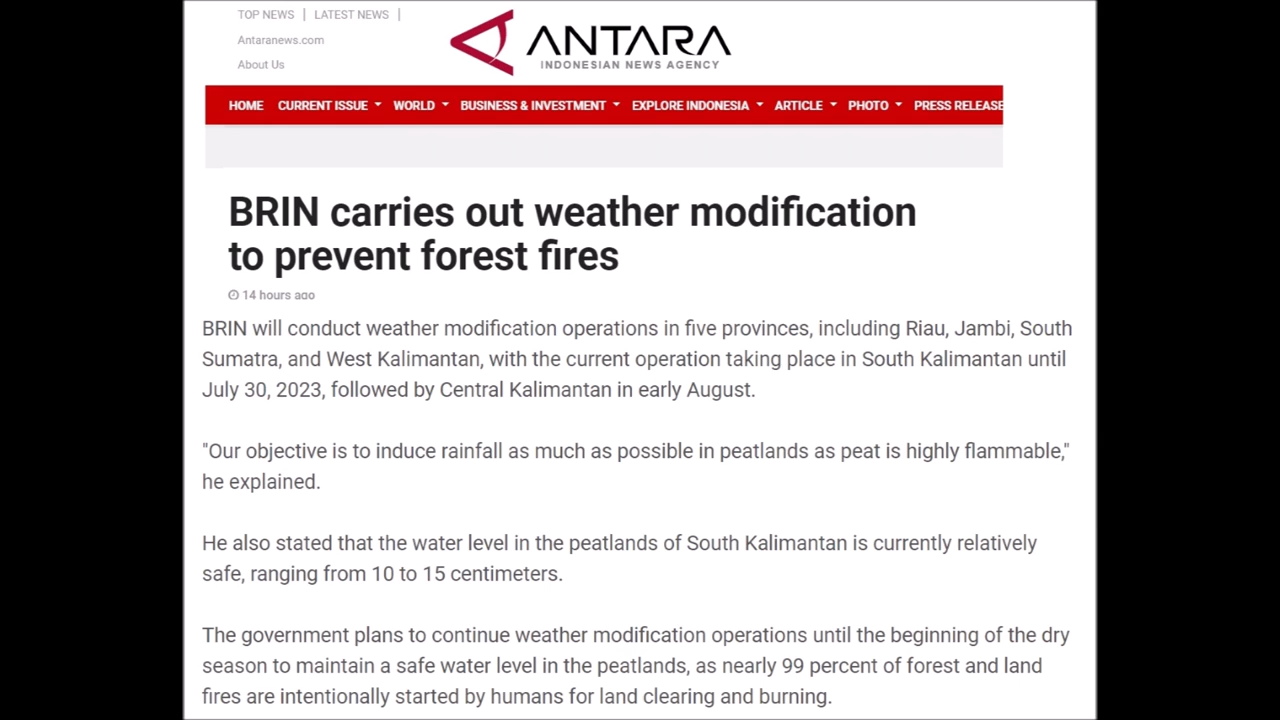 TOP NEWS | LATEST NEWS |
Antaranews.com
About Us
ANTARA
INDONESIAN NEWS AGENCY
HOME CURRENT ISSUE WORLD BUSINESS & INVESTMENT EXPLORE INDONESIA ARTICLE PHOTO PRESS RELEASE
BRIN carries out weather modification
to prevent forest fires
14 hours ago
BRIN will conduct weather modification operations in five provinces, including Riau, Jambi, South
Sumatra, and West Kalimantan, with the current operation taking place in South Kalimantan until
July 30, 2023, followed by Central Kalimantan in early August.
"Our objective is to induce rainfall as much as possible in peatlands as peat is highly flammable,"
he explained.
He also stated that the water level in the peatlands of South Kalimantan is currently relatively
safe, ranging from 10 to 15 centimeters.
The government plans to continue weather modification operations until the beginning of the dry
season to maintain a safe water level in the peatlands, as nearly 99 percent of forest and land
fires are intentionally started by humans for land clearing and burning.